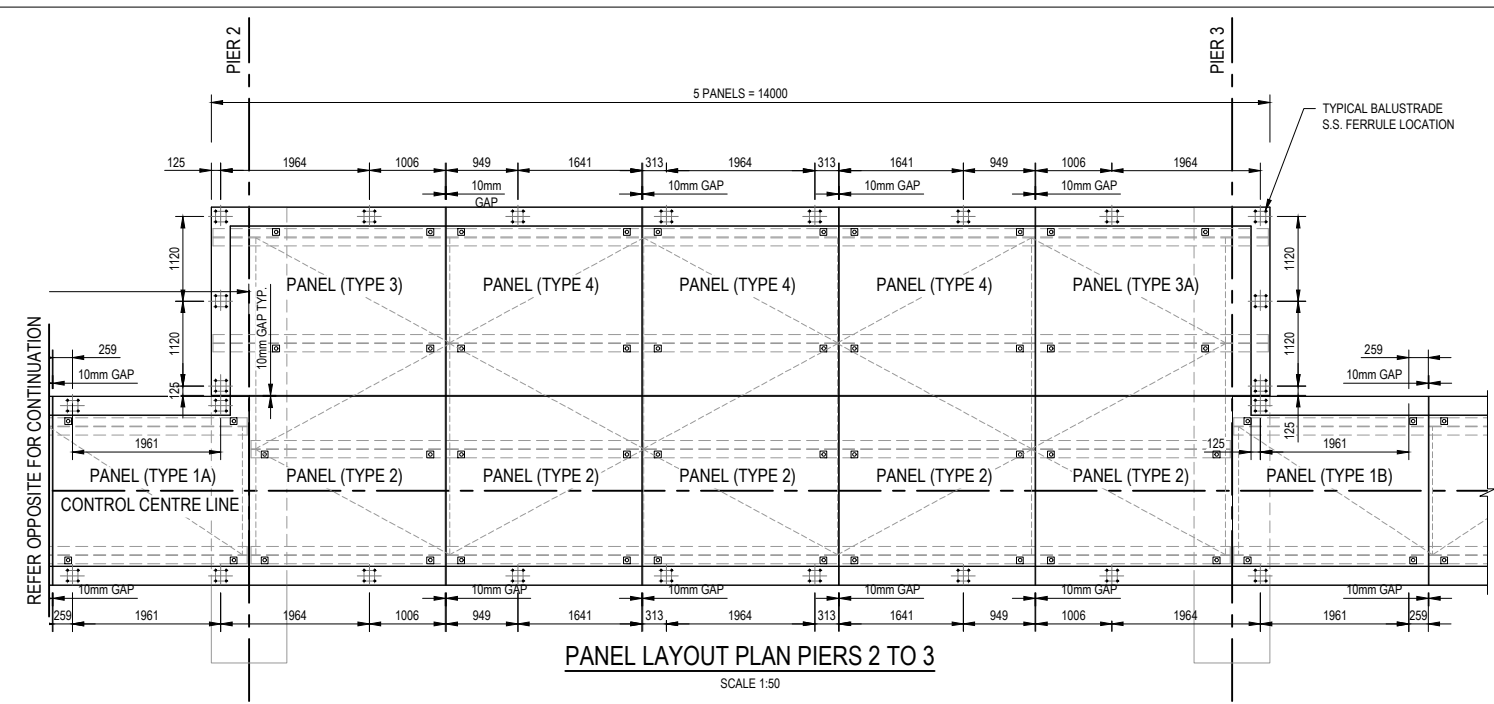 PIER 2
PIER 3
5 PANELS = 14000
TYPICAL BALUSTRADE
S.S. FERRULE LOCATION
125 1964 1006 949 1641 313 1964 313 1641 949 1006 1964
10mm
GAP
10mm GAP 10mm GAP 10mm GAP
1120 1120
PANEL (TYPE 3) PANEL (TYPE 4) PANEL (TYPE 4) PANEL (TYPE 4) PANEL (TYPE 3A)
10mm GAP TYP.
1120 1120
REFER OPPOSITE FOR CONTINUATION
259 259
10mm GAP 10mm GAP
125
125
1961 125 1961
PANEL (TYPE 1A) PANEL (TYPE 2) PANEL (TYPE 2) PANEL (TYPE 2) PANEL (TYPE 2) PANEL (TYPE 2) PANEL (TYPE 1B)
CONTROL CENTRE LINE
10mm GAP 10mm GAP 10mm GAP 10mm GAP 10mm GAP 10mm GAP
259 1961 1964 1006 949 1641 313 1964 313 1641 949 1006 1964 1961 259
PANEL LAYOUT PLAN PIERS 2 TO 3
SCALE 1:50